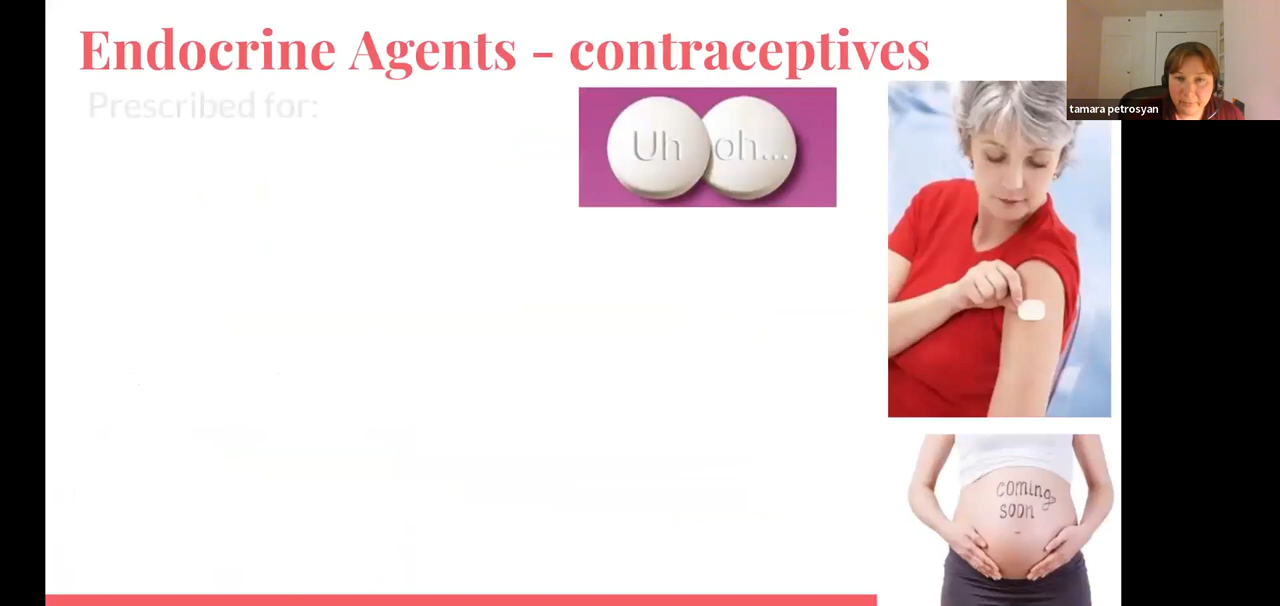 Endocrine Agents - contraceptives
tamara petrosyan
Prescribed for:
Uh oh...
coming
soon